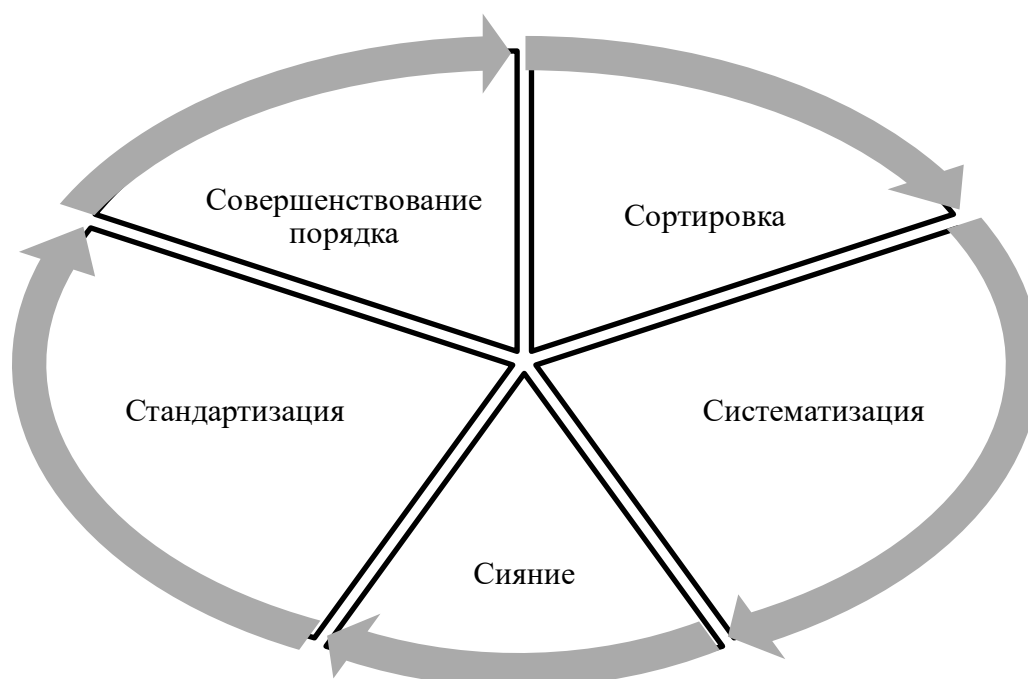 Совершенствование
порядка
Сортировка
Стандартизация
Систематизация
Сияние